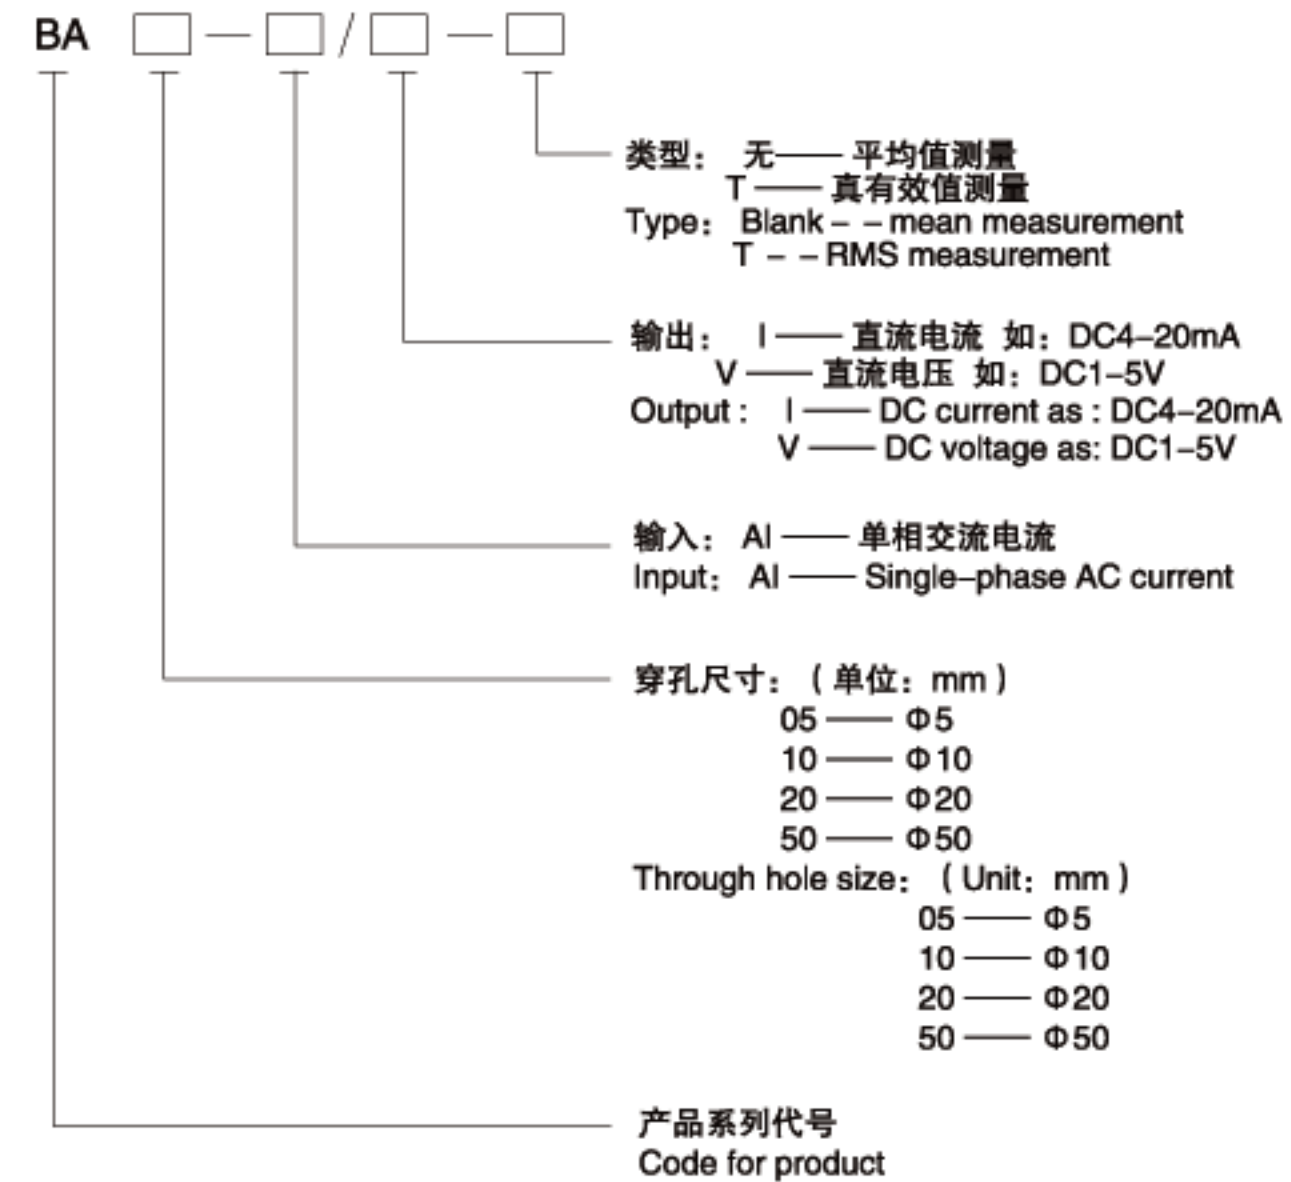 BA □ — □ / □ — □
类型： 无—— 平均值测量
T —— 真有效值测量
Type： Blank – – mean measurement
T – – RMS measurement
输出： I —— 直流电流 如：DC4–20mA
V —— 直流电压 如：DC1–5V
Output : I —— DC current as : DC4–20mA
V —— DC voltage as: DC1–5V
输入： AI —— 单相交流电流
Input： AI —— Single–phase AC current
穿孔尺寸：（单位：mm）
05 —— Φ5
10 —— Φ10
20 —— Φ20
50 —— Φ50
Through hole size：（Unit：mm）
05 —— Φ5
10 —— Φ10
20 —— Φ20
50 —— Φ50
产品系列代号
Code for product